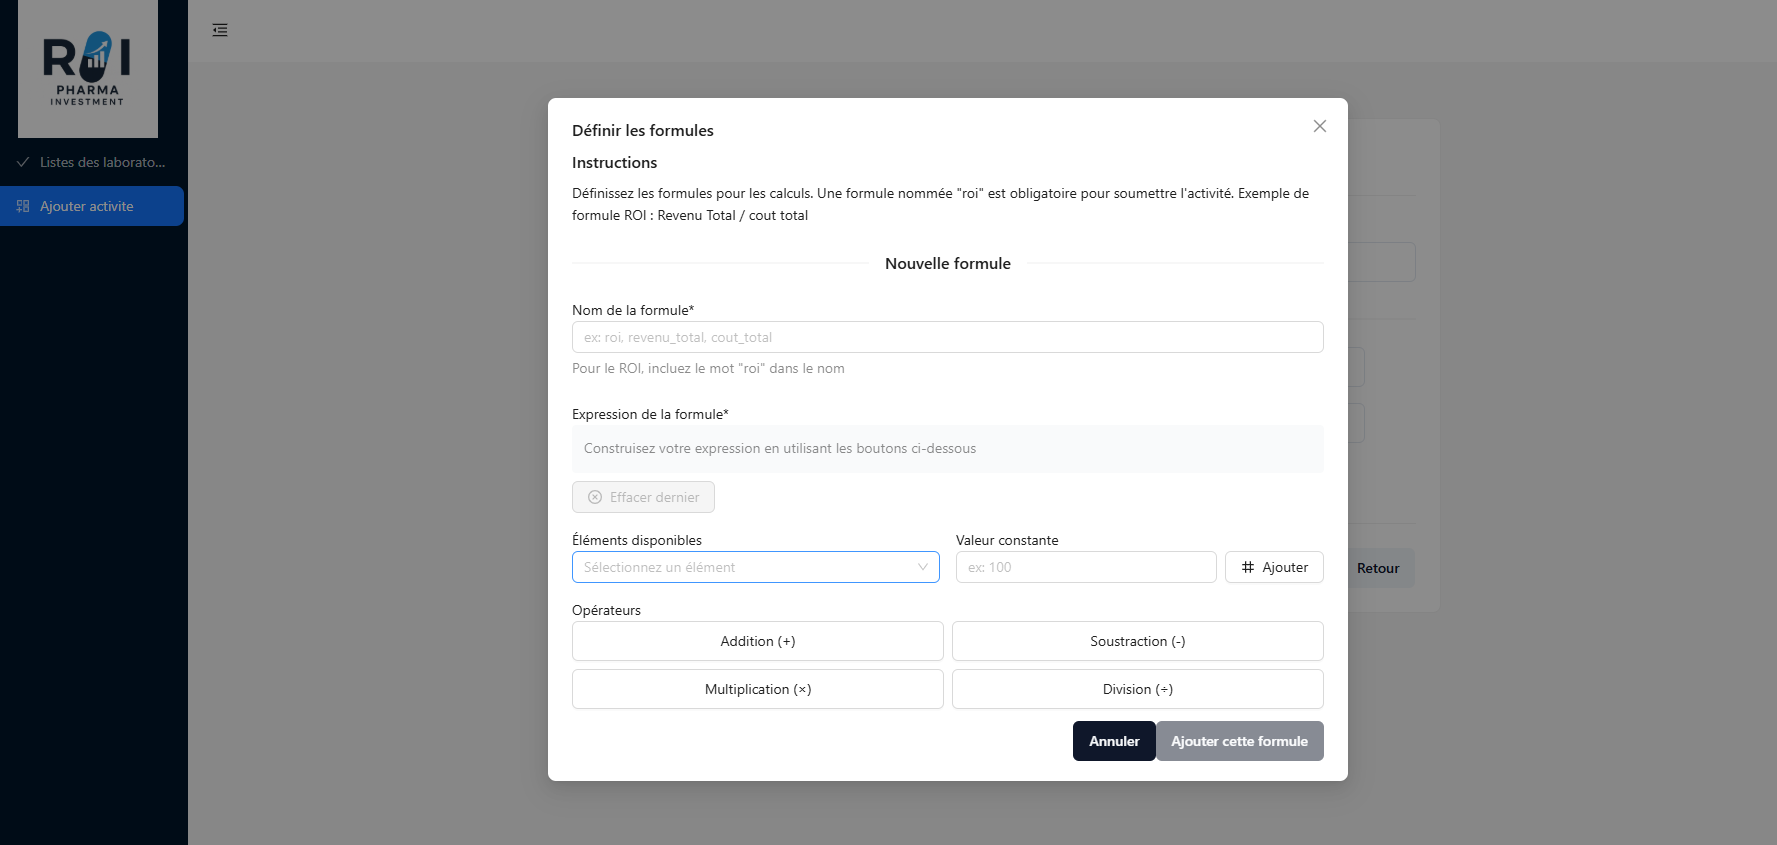 ROI
PHARMA
INVESTMENT
Listes des laborato...
Ajouter activite
Définir les formules
Instructions
Définissez les formules pour les calculs. Une formule nommée "roi" est obligatoire pour soumettre l'activité. Exemple de
formule ROI : Revenu Total / cout total
Nouvelle formule
Nom de la formule*
ex: roi, revenu_total, cout_total
Pour le ROI, incluez le mot "roi" dans le nom
Expression de la formule*
Construisez votre expression en utilisant les boutons ci-dessous
Effacer dernier
Éléments disponibles
Sélectionnez un élément
Valeur constante
ex: 100
Ajouter
Retour
Opérateurs
Addition (+)
Soustraction (-)
Multiplication (×)
Division (÷)
Annuler
Ajouter cette formule